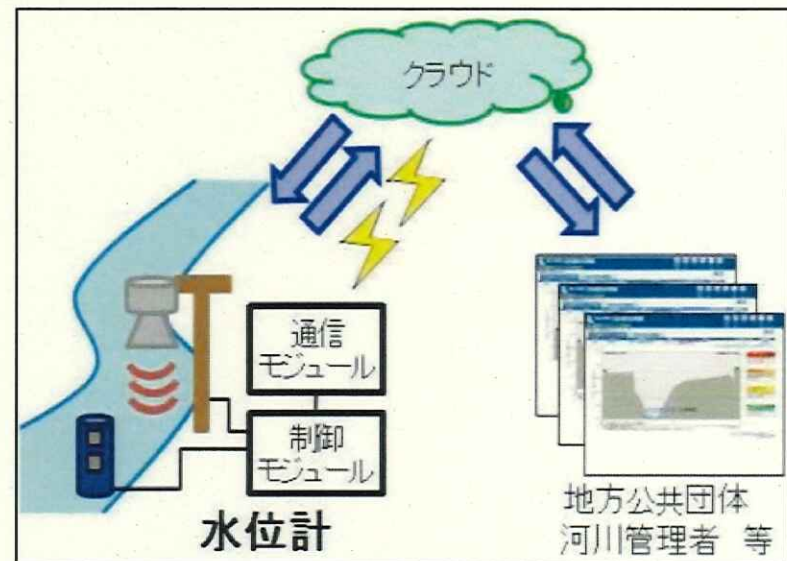 クラウド
通信
モジュール
制御
モジュール
水位計
地方公共団体
河川管理者 等